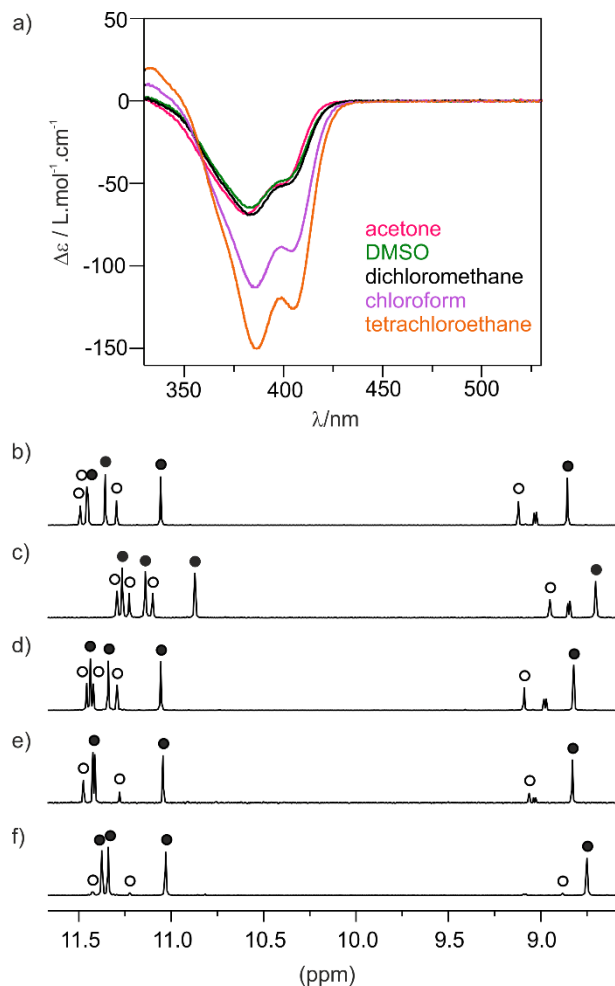 a)
50
0
-50
-100
-150
Δε / L.mol⁻¹.cm⁻¹
acetone
DMSO
dichloromethane
chloroform
tetrachloroethane
350 400 450 500
λ/nm
b)
c)
d)
e)
f)
11.5 11.0 10.5 10.0 9.5 9.0
(ppm)